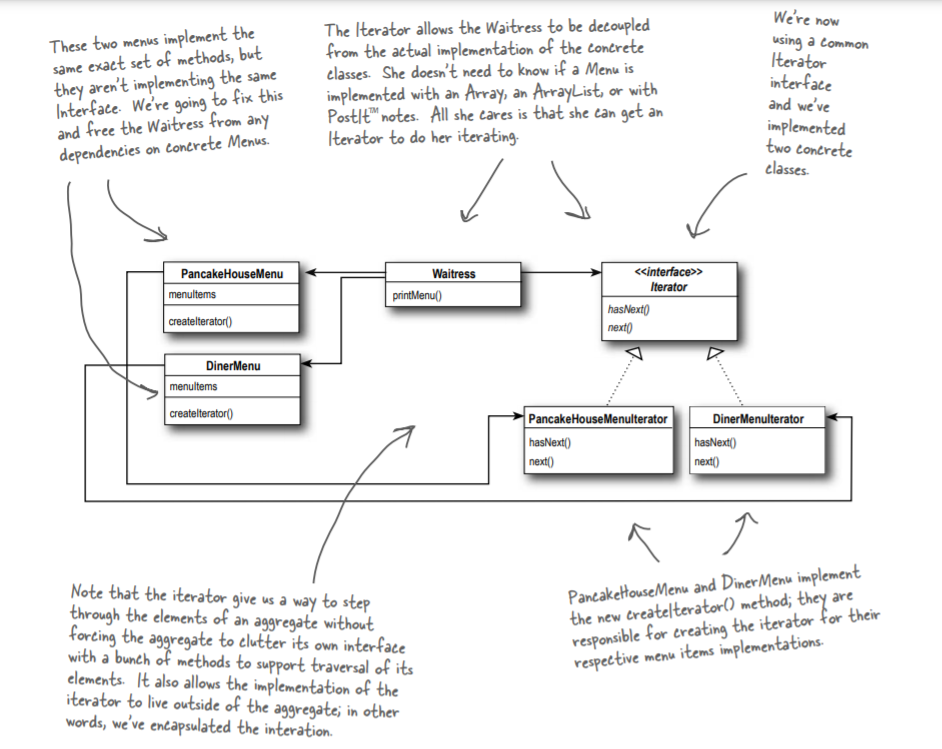 These two menus implement the
same exact set of methods, but
they aren't implementing the same
Interface. We're going to fix this
and free the Waitress from any
dependencies on concrete Menus.
The Iterator allows the Waitress to be decoupled
from the actual implementation of the concrete
classes. She doesn't need to know if a Menu is
implemented with an Array, an ArrayList, or with
PostIt™ notes. All she cares is that she can get an
Iterator to do her iterating.
We're now
using a common
Iterator
interface
and we've
implemented
two concrete
classes.
PancakeHouseMenu
menuItems
createIterator()
Waitress
printMenu()
<<interface>>
Iterator
hasNext()
next()
DinerMenu
menuItems
createIterator()
PancakeHouseMenuIterator
hasNext()
next()
DinerMenuIterator
hasNext()
next()
Note that the iterator give us a way to step
through the elements of an aggregate without
forcing the aggregate to clutter its own interface
with a bunch of methods to support traversal of its
elements. It also allows the implementation of the
iterator to live outside of the aggregate; in other
words, we've encapsulated the interation.
PancakeHouseMenu and DinerMenu implement
the new createIterator() method; they are
responsible for creating the iterator for their
respective menu items implementations.